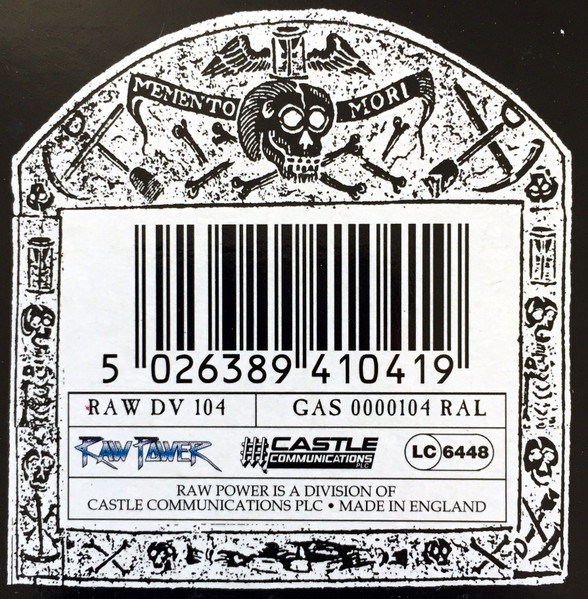 MEMENTO MORI
5 026389 410419
RAW DV 104 GAS 0000104 RAL
RAW POWER CASTLE COMMUNICATIONS PLC LC 6448
RAW POWER IS A DIVISION OF
CASTLE COMMUNICATIONS PLC • MADE IN ENGLAND